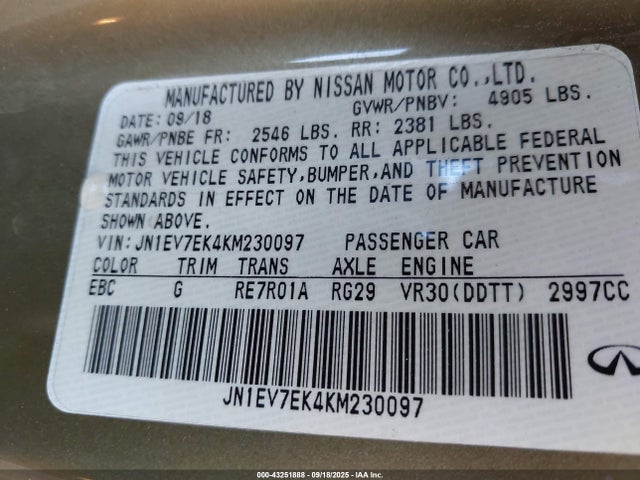 MANUFACTURED BY NISSAN MOTOR CO.,LTD.
DATE: 09/18 GVWR/PNBV: 4905 LBS.
GAWR/PNBE FR: 2546 LBS. RR: 2381 LBS.
THIS VEHICLE CONFORMS TO ALL APPLICABLE FEDERAL
MOTOR VEHICLE SAFETY,BUMPER,AND THEFT PREVENTION
STANDARDS IN EFFECT ON THE DATE OF MANUFACTURE
SHOWN ABOVE.
VIN:JN1EV7EK4KM230097 PASSENGER CAR
COLOR TRIM TRANS AXLE ENGINE
EBC G RE7R01A RG29 VR30(DDTT) 2997CC
JN1EV7EK4KM230097
000-43251888 - 09/18/2025 - IAA Inc.